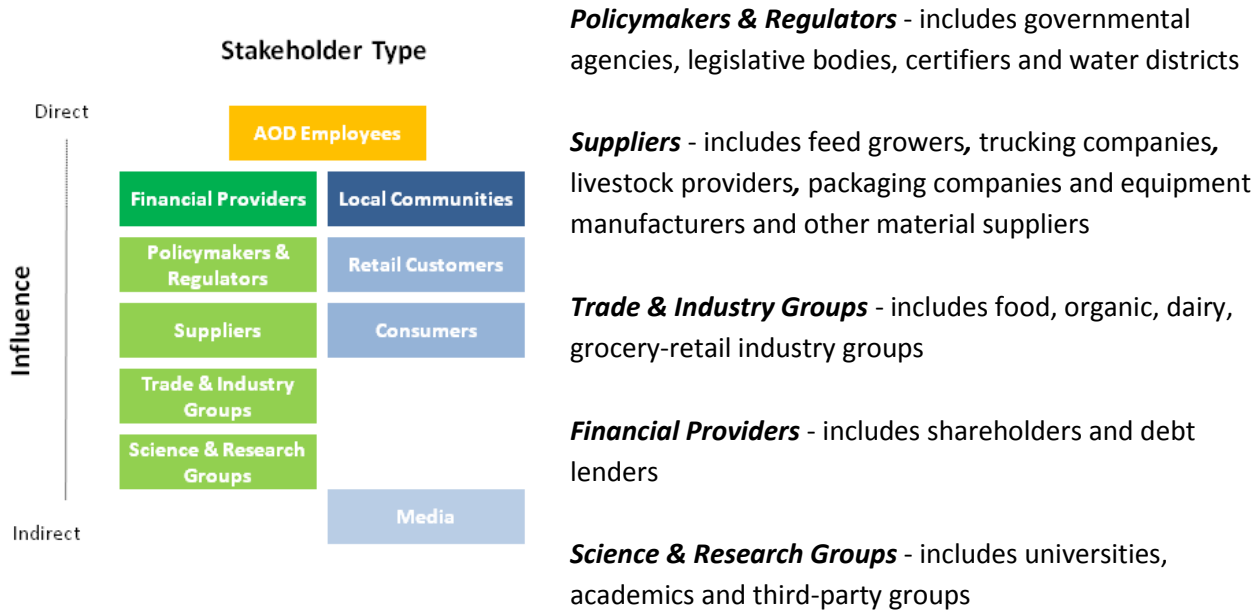 Stakeholder Type
Direct
Influence
Indirect
AOD Employees
Financial Providers
Local Communities
Policymakers &
Regulators
Retail Customers
Suppliers
Consumers
Trade & Industry
Groups
Science & Research
Groups
Media
Policymakers & Regulators - includes governmental
agencies, legislative bodies, certifiers and water districts
Suppliers - includes feed growers, trucking companies,
livestock providers, packaging companies and equipment
manufacturers and other material suppliers
Trade & Industry Groups - includes food, organic, dairy,
grocery-retail industry groups
Financial Providers - includes shareholders and debt
lenders
Science & Research Groups - includes universities,
academics and third-party groups